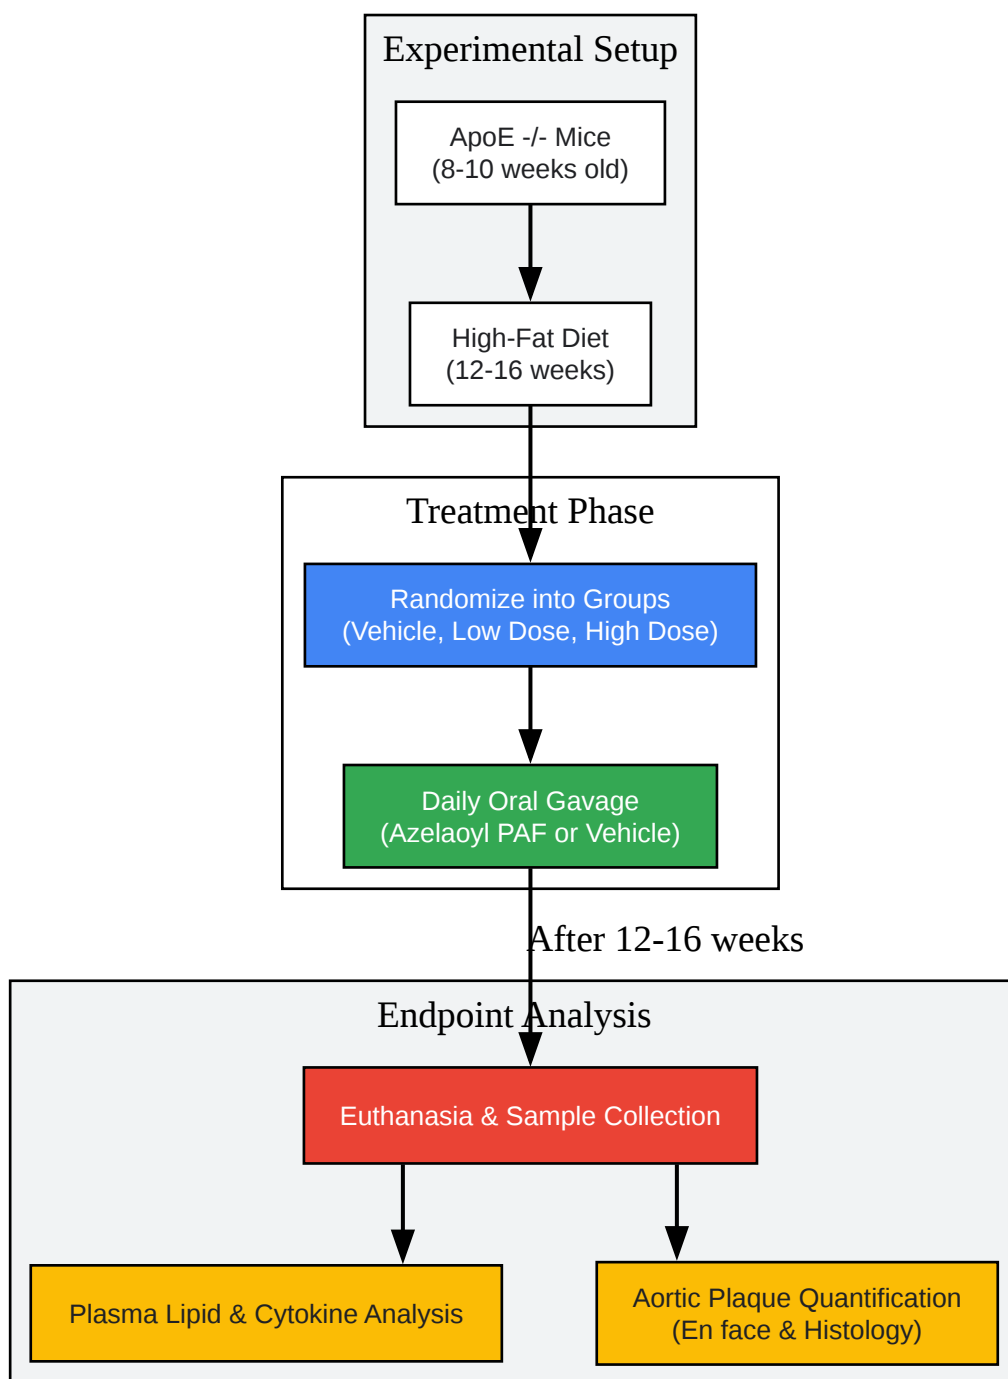 Experimental Setup
ApoE -/- Mice
(8-10 weeks old)
High-Fat Diet
(12-16 weeks)
Treatment Phase
Randomize into Groups
(Vehicle, Low Dose, High Dose)
Daily Oral Gavage
(Azelaoyl PAF or Vehicle)
After 12-16 weeks
Endpoint Analysis
Euthanasia & Sample Collection
Plasma Lipid & Cytokine Analysis
Aortic Plaque Quantification
(En face & Histology)